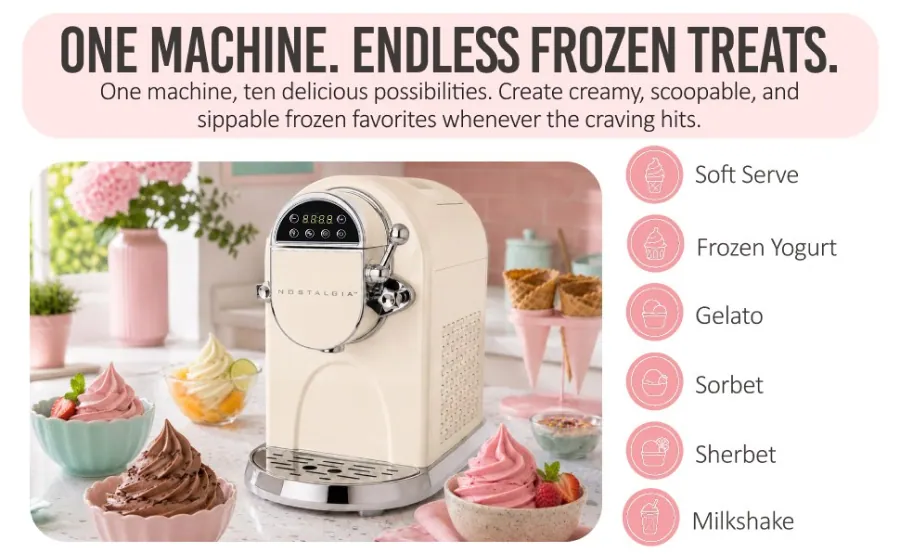 ONE MACHINE. ENDLESS FROZEN TREATS.
One machine, ten delicious possibilities. Create creamy, scoopable, and
sippable frozen favorites whenever the craving hits.
8888
NOSTALGIA™
Soft Serve
Frozen Yogurt
Gelato
Sorbet
Sherbet
Milkshake